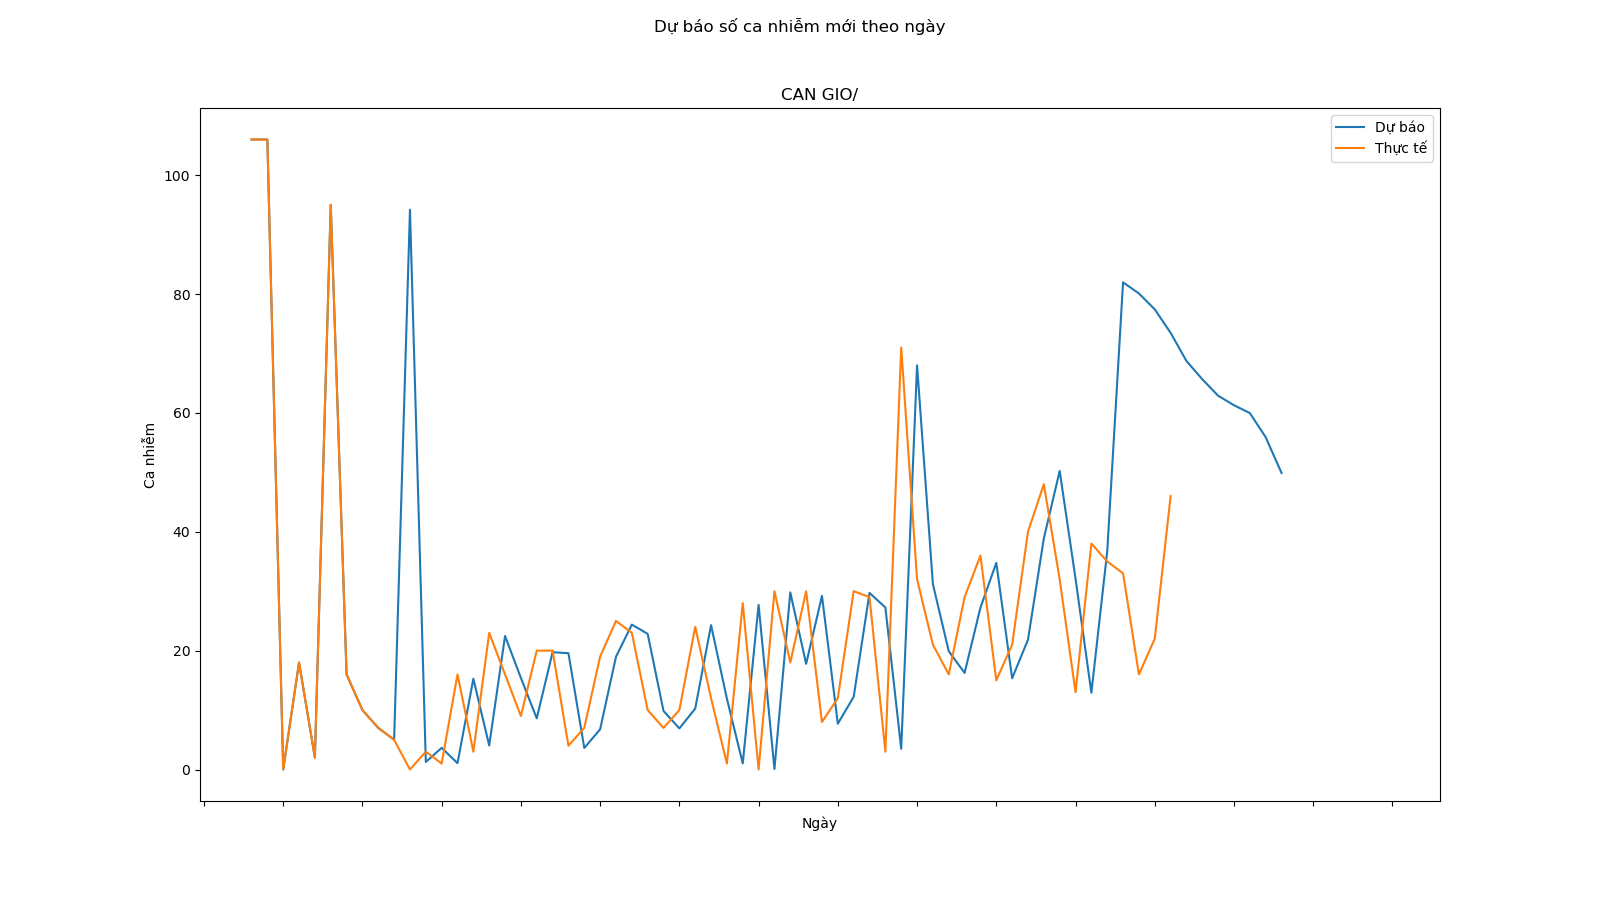 Dự báo số ca nhiễm mới theo ngày
CAN GIO/
Dự báo
Thực tế
100
80
60
40
20
0
Ca nhiễm
Ngày